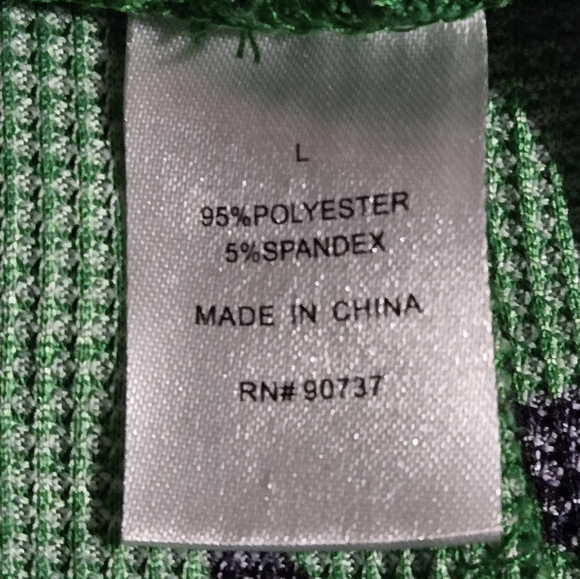 L
95%POLYESTER
5%SPANDEX
MADE IN CHINA
RN# 90737